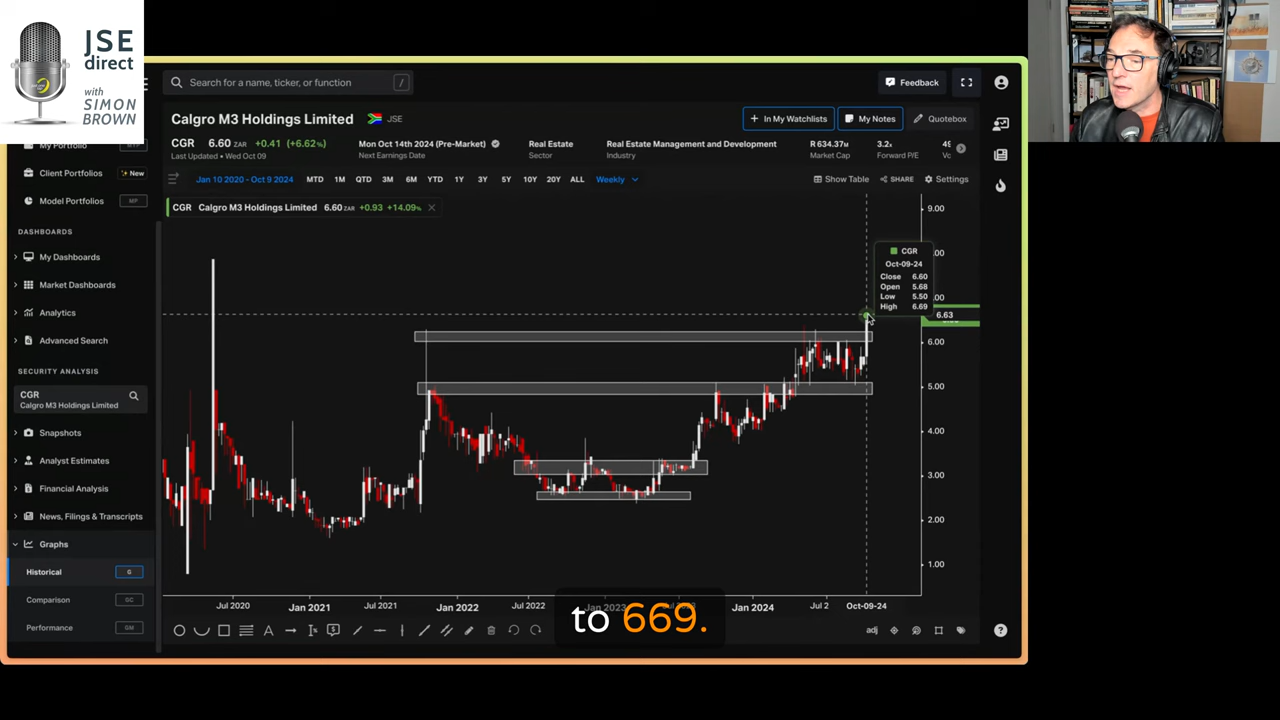 JSE
direct
with
SIMON
BROWN
Search for a name, ticker, or function
/
Feedback
Calgro M3 Holdings Limited
JSE
In My Watchlists
My Notes
Quotebox
CGR 6.60 ZAR +0.41 (+6.62%)
Last Updated • Wed Oct 09
Mon Oct 14th 2024 (Pre-Market)
Next Earnings Date
Real Estate
Sector
Real Estate Management and Development
Industry
R 634.37M
Market Cap
3.2x
Forward P/E
Jan 10 2020 - Oct 9 2024
MTD 1M QTD 3M 6M YTD 1Y 3Y 5Y 10Y 20Y ALL Weekly
Show Table
SHARE
Settings
CGR Calgro M3 Holdings Limited 6.60 ZAR +0.93 +14.09%
My Portfolio
Client Portfolios
New
Model Portfolios
MP
DASHBOARDS
My Dashboards
Market Dashboards
Analytics
Advanced Search
SECURITY ANALYSIS
CGR
Calgro M3 Holdings Limited
Snapshots
Analyst Estimates
Financial Analysis
News, Filings & Transcripts
Graphs
Historical
G
Comparison
GC
Performance
GM
CGR
Oct-09-24
Close 6.60
Open 5.68
Low 5.50
High 6.69
9.00
6.63
6.00
5.00
4.00
3.00
2.00
1.00
Jul 2020
Jan 2021
Jul 2021
Jan 2022
Jul 2022
Jan 2023
Jan 2024
Jul 2
Oct-09-24
adj
to 669.